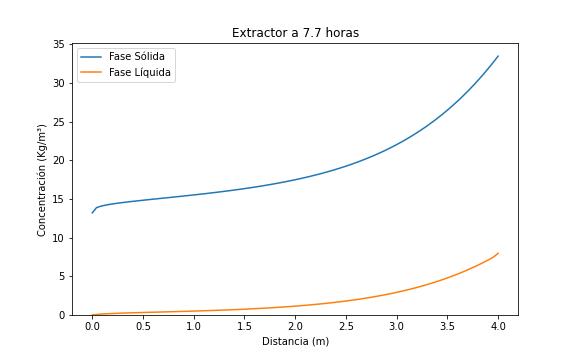 Extractor a 7.7 horas
Fase Sólida
Fase Líquida
Concentración (Kg/m³)
35
30
25
20
15
10
5
0
0.0 0.5 1.0 1.5 2.0 2.5 3.0 3.5 4.0
Distancia (m)